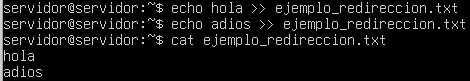 servidor@servidor:~$ echo hola >> ejemplo_redireccion.txt
servidor@servidor:~$ echo adios >> ejemplo_redireccion.txt
servidor@servidor:~$ cat ejemplo_redireccion.txt
hola
adios